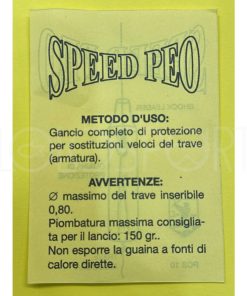 SPEED PEO
METODO D'USO:
Gancio completo di protezione
per sostituzioni veloci del trave
(armatura).
AVVERTENZE:
Ø massimo del trave inseribile
0,80.
Piombatura massima consiglia-
ta per il lancio: 150 gr..
Non esporre la guaina a fonti di
calore dirette.
PCS 10